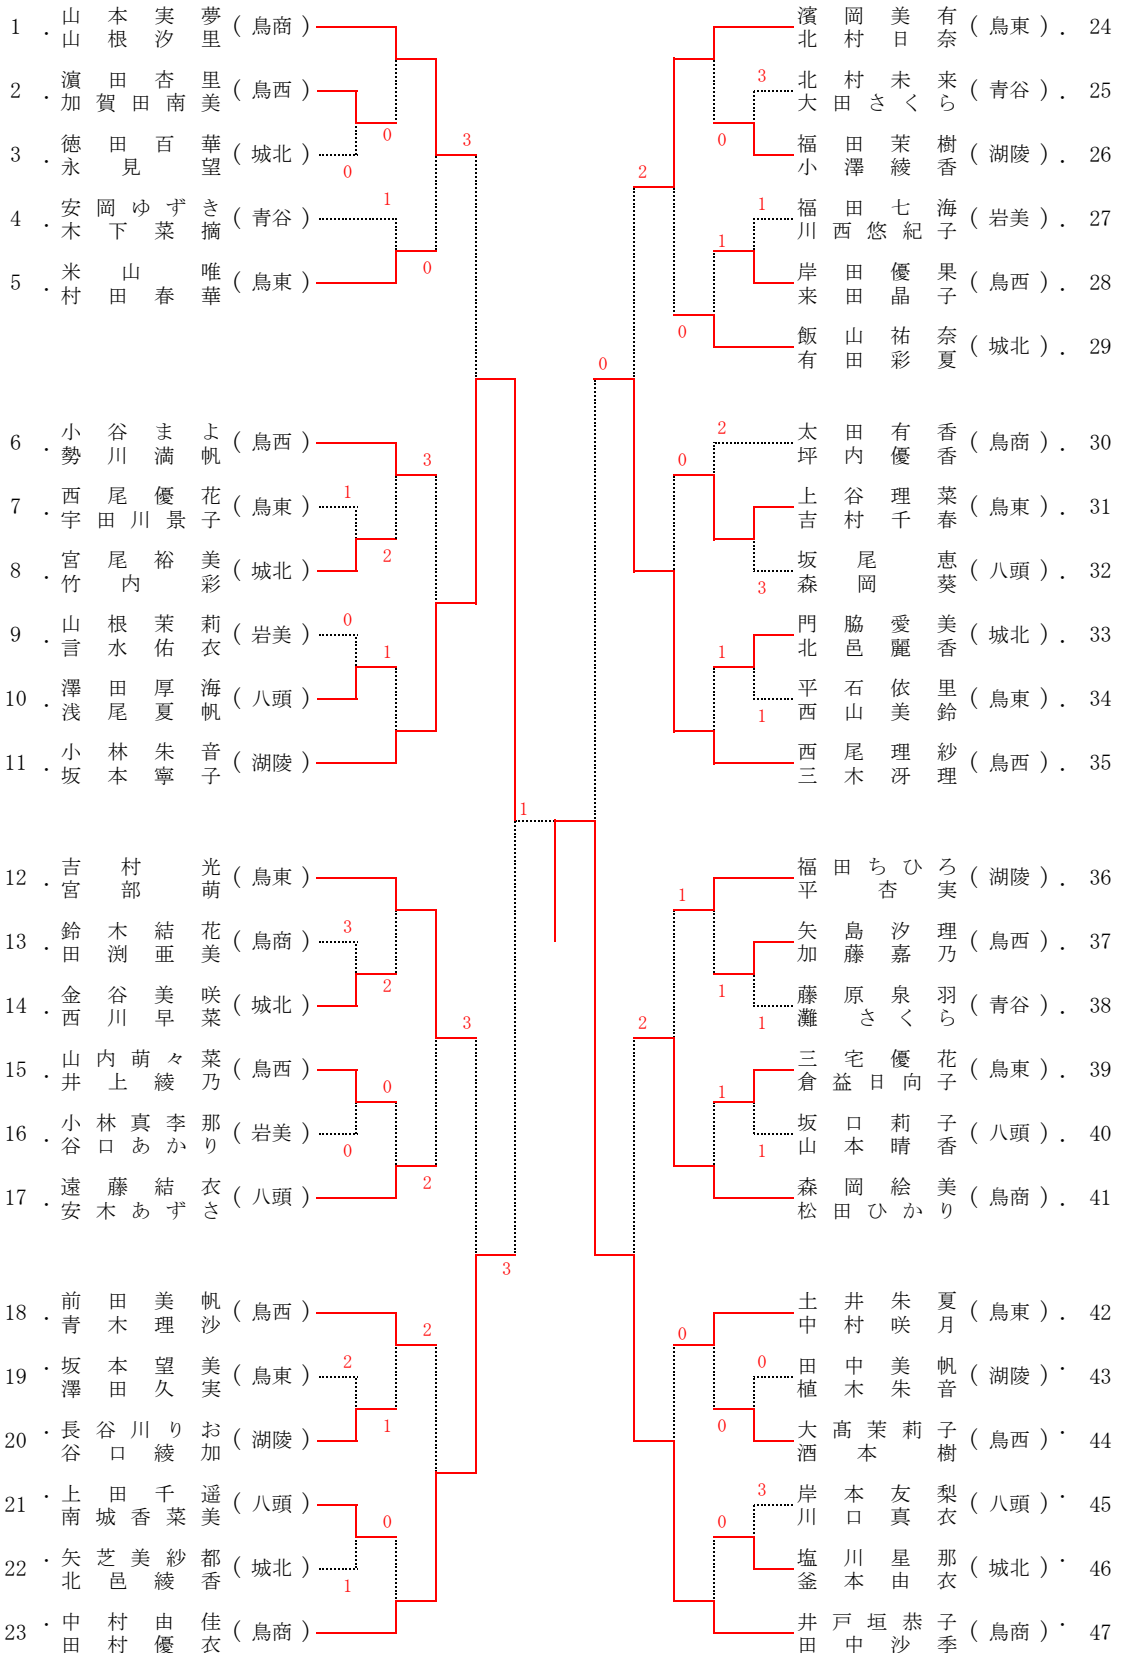 1 . 山本実夢 ( 鳥商 )
山根汐里
2 . 濵田杏里 ( 鳥西 )
加賀田南美
0
3 . 徳田百華 ( 城北 )
永見望
0
3
4 . 安岡ゆずき ( 青谷 )
木下菜摘
1
5 . 米山唯 ( 鳥東 )
村田春華
0
6 . 小谷まよ ( 鳥西 )
勢川満帆
3
7 . 西尾優花 ( 鳥東 )
宇田川景子
1
8 . 宮尾裕美 ( 城北 )
竹内彩
2
9 . 山根茉莉 ( 岩美 )
言水佑衣
0
1
10 . 澤田厚海 ( 八頭 )
浅尾夏帆
11 . 小林朱音 ( 湖陵 )
坂本寧子
1
12 . 吉村光 ( 鳥東 )
宮部萌
13 . 鈴木結花 ( 鳥商 )
田渕亜美
3
14 . 金谷美咲 ( 城北 )
西川早菜
2
3
15 . 山内萌々菜 ( 鳥西 )
井上綾乃
0
16 . 小林真李那 ( 岩美 )
谷口あかり
0
17 . 遠藤結衣 ( 八頭 )
安木あずさ
2
3
18 . 前田美帆 ( 鳥西 )
青木理沙
2
19 . 坂本望美 ( 鳥東 )
澤田久実
2
20 . 長谷川りお ( 湖陵 )
谷口綾加
1
21 . 上田千遥 ( 八頭 )
南城香菜美
0
22 . 矢芝美紗都 ( 城北 )
北邑綾香
1
23 . 中村由佳 ( 鳥商 )
田村優衣
濱岡美有 ( 鳥東 ) . 24
北村日奈
3
北村未来 ( 青谷 ) . 25
大田さくら
0
福田茉樹 ( 湖陵 ) . 26
小澤綾香
2
1
福田七海 ( 岩美 ) . 27
川西悠紀子
1
岸田優果 ( 鳥西 ) . 28
来田晶子
0
飯山祐奈 ( 城北 ) . 29
有田彩夏
0
2
太田有香 ( 鳥商 ) . 30
坪内優香
0
上谷理菜 ( 鳥東 ) . 31
吉村千春
坂尾恵 ( 八頭 ) . 32
森岡葵
3
門脇愛美 ( 城北 ) . 33
北邑麗香
1
平石依里 ( 鳥東 ) . 34
西山美鈴
1
西尾理紗 ( 鳥西 ) . 35
三木冴理
福田ちひろ ( 湖陵 ) . 36
平杏実
1
矢島汐理 ( 鳥西 ) . 37
加藤嘉乃
1
藤原泉羽 ( 青谷 ) . 38
灘さくら
1
2
三宅優花 ( 鳥東 ) . 39
倉益日向子
1
坂口莉子 ( 八頭 ) . 40
山本晴香
1
森岡絵美 ( 鳥商 ) . 41
松田ひかり
土井朱夏 ( 鳥東 ) . 42
中村咲月
0
0
田中美帆 ( 湖陵 ) . 43
植木朱音
0
大髙茉莉子 ( 鳥西 ) . 44
酒本樹
3
岸本友梨 ( 八頭 ) . 45
川口真衣
0
塩川星那 ( 城北 ) . 46
釜本由衣
井戸垣恭子 ( 鳥商 ) . 47
田中沙季